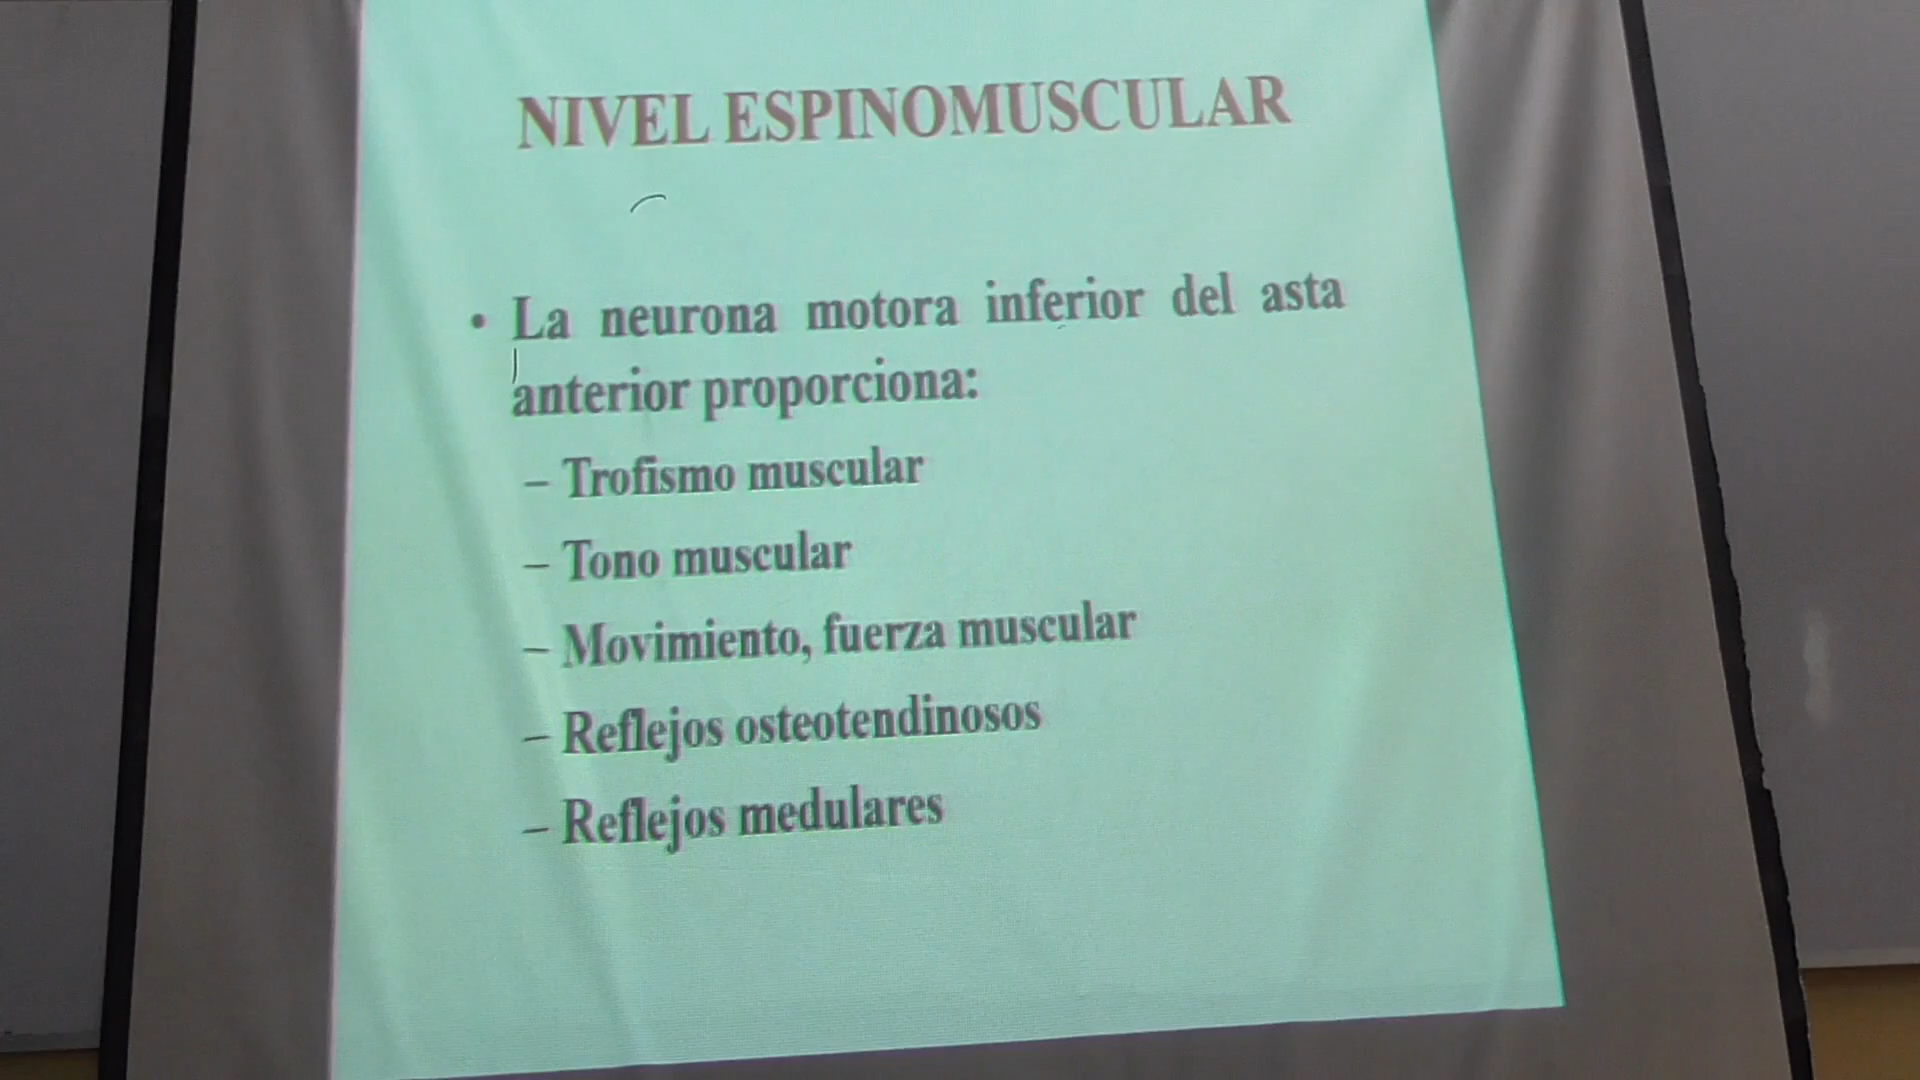 NIVEL ESPINOMUSCULAR
• La neurona motora inferior del asta
anterior proporciona:
– Trofismo muscular
– Tono muscular
– Movimiento, fuerza muscular
– Reflejos osteotendinosos
– Reflejos medulares